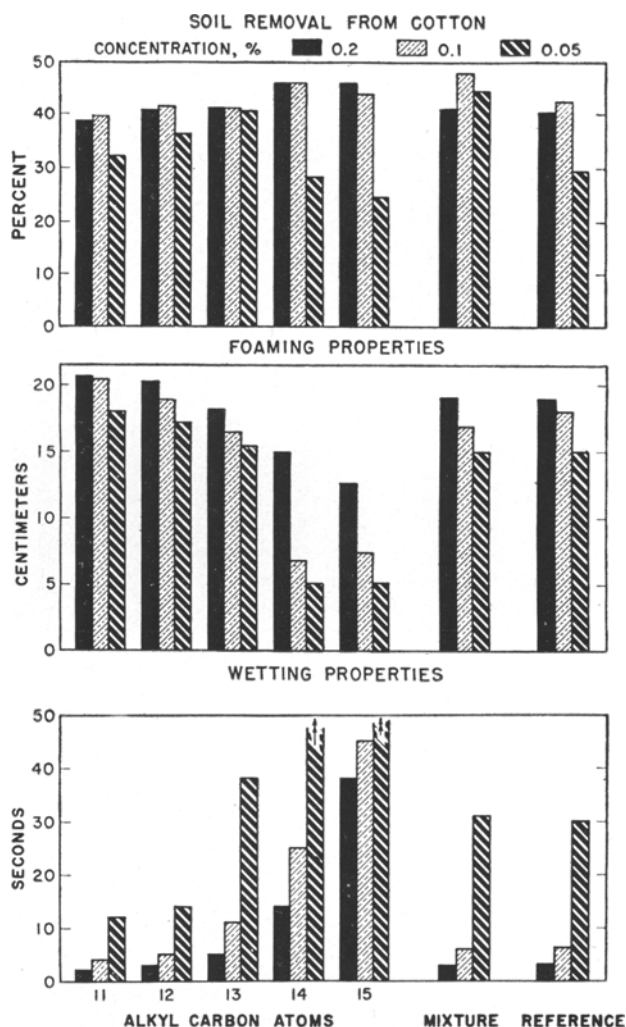 SOIL REMOVAL FROM COTTON
CONCENTRATION, % 0.2 0.1 0.05
50
40
30
20
10
0
PERCENT
FOAMING PROPERTIES
20
15
10
5
0
CENTIMETERS
WETTING PROPERTIES
50
40
30
20
10
0
SECONDS
11 12 13 14 15
ALKYL CARBON ATOMS MIXTURE REFERENCE